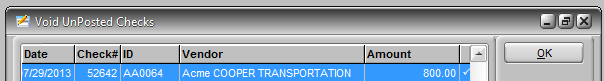 Void UnPosted Checks
Date Check# ID Vendor Amount OK
7/29/2013 52642 AA0064 Acme COOPER TRANSPORTATION 800.00 ✓